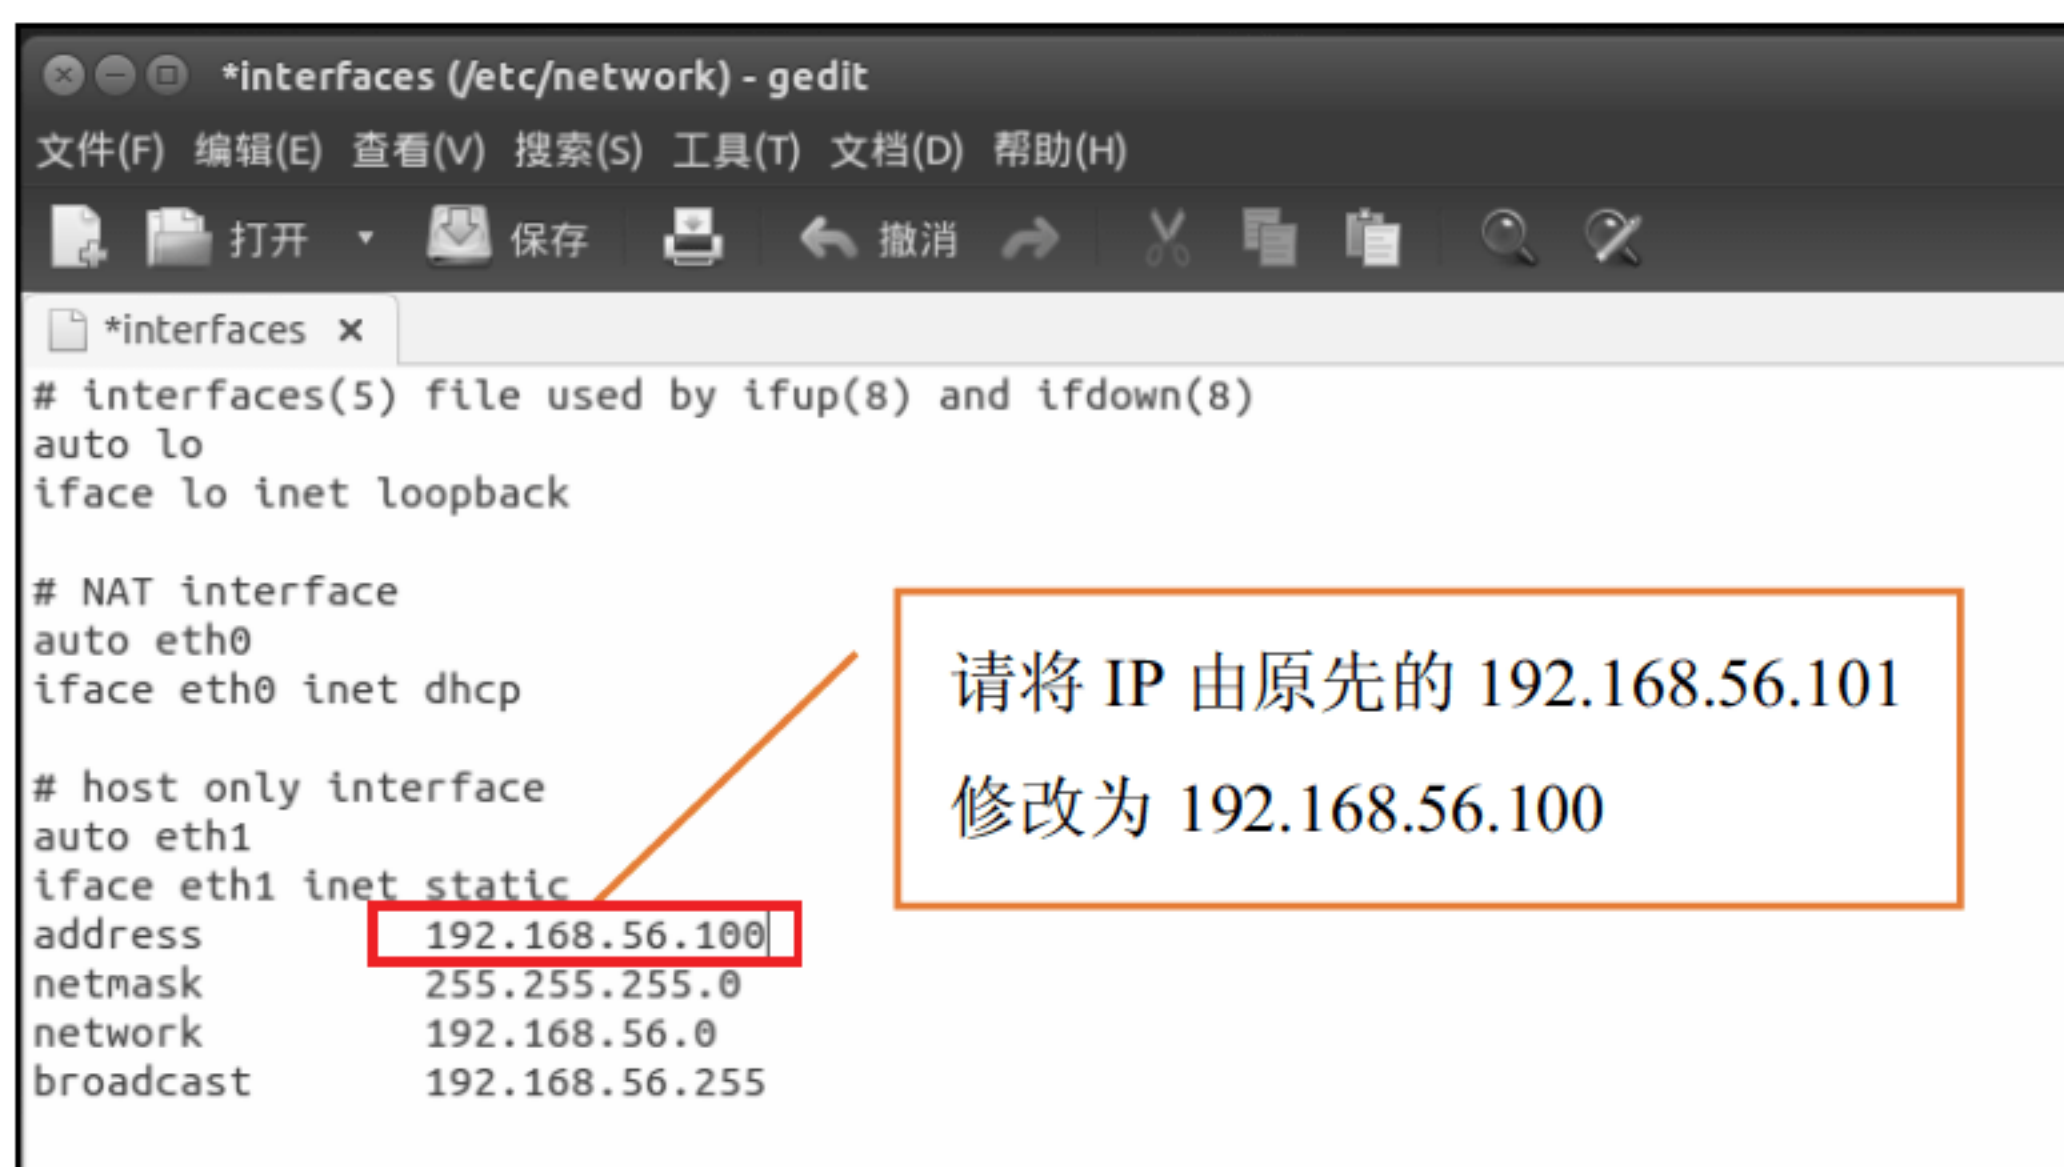 *interfaces (/etc/network) - gedit
文件(F) 编辑(E) 查看(V) 搜索(S) 工具(T) 文档(D) 帮助(H)
打开 保存 撤消
*interfaces
# interfaces(5) file used by ifup(8) and ifdown(8)
auto lo
iface lo inet loopback
# NAT interface
auto eth0
iface eth0 inet dhcp
# host only interface
auto eth1
iface eth1 inet static
address 192.168.56.100
netmask 255.255.255.0
network 192.168.56.0
broadcast 192.168.56.255
请将 IP 由原先的 192.168.56.101
修改为 192.168.56.100